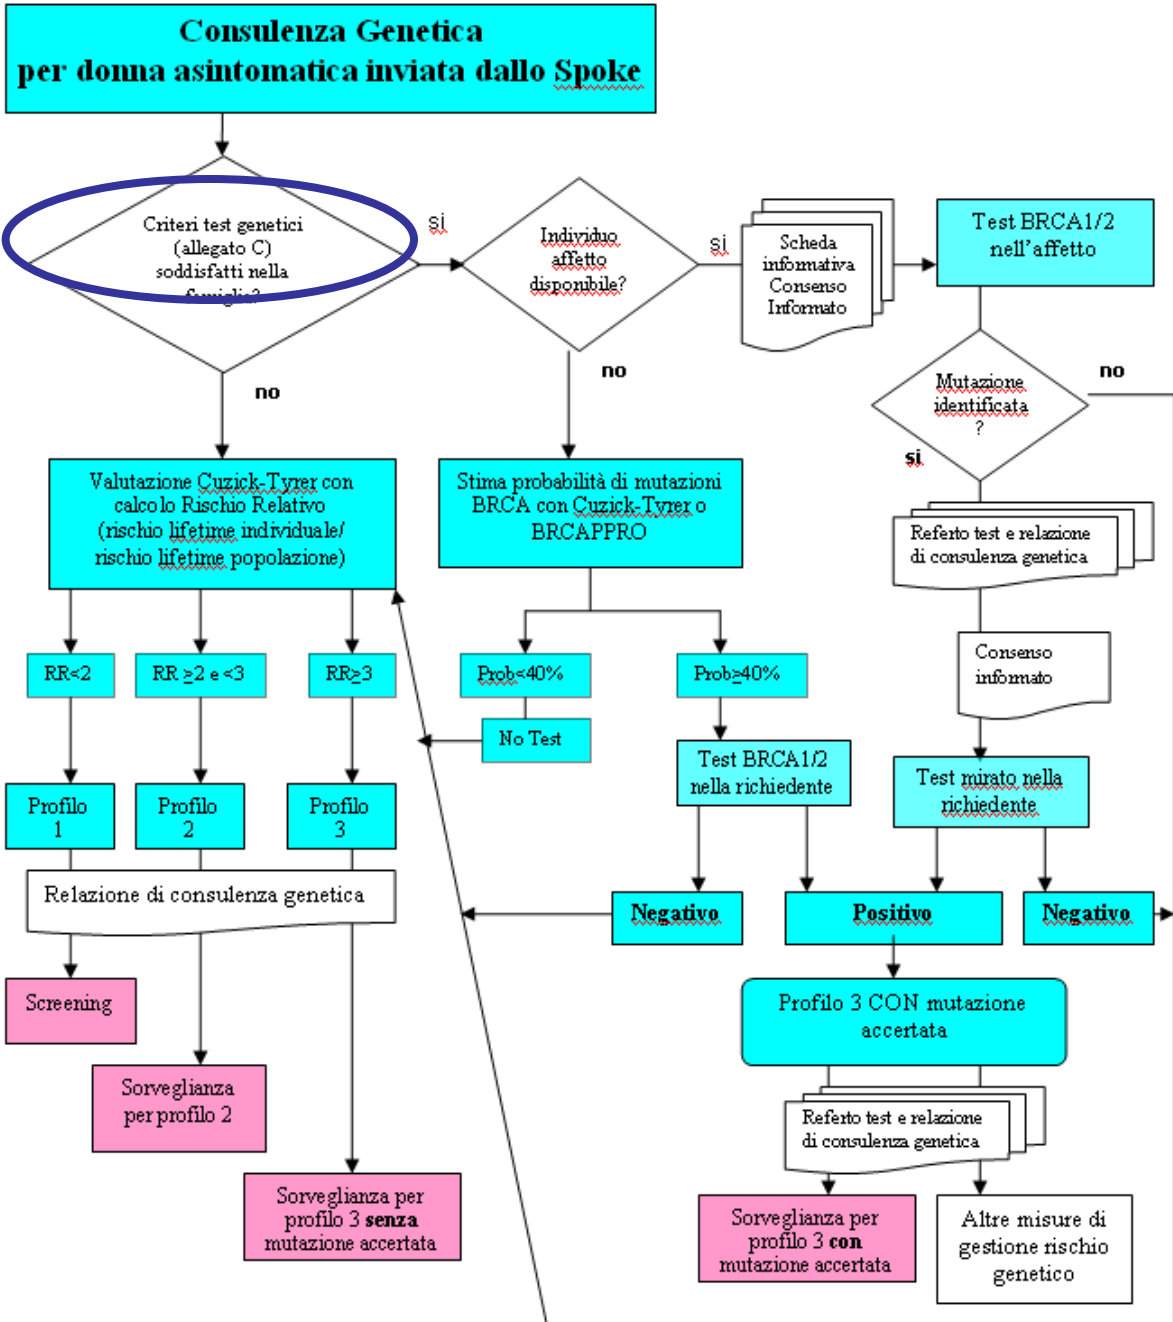 Consulenza Genetica
per donna asintomatica inviata dallo Spoke
Criteri test genetici
(allegato C)
soddisfatti nella
famiglia?
si
Individuo
affetto
disponibile?
si
Scheda
informativa
Consenso
Informato
Test BRCA1/2
nell'affetto
no
no
Mutazione
identificata
?
no
si
Valutazione Cuzick-Tyrer con
calcolo Rischio Relativo
(rischio lifetime individuale/
rischio lifetime popolazione)
Stima probabilità di mutazioni
BRCA con Cuzick-Tyrer o
BRCAPPRO
Referto test e relazione
di consulenza genetica
Consenso
informato
RR<2
RR ≥2 e <3
RR≥3
Prob<40%
Prob≥40%
No Test
Test BRCA1/2
nella richiedente
Test mirato nella
richiedente
Profilo
1
Profilo
2
Profilo
3
Relazione di consulenza genetica
Negativo
Positivo
Negativo
Screening
Profilo 3 CON mutazione
accertata
Sorveglianza
per profilo 2
Referto test e relazione
di consulenza genetica
Sorveglianza per
profilo 3 senza
mutazione accertata
Sorveglianza per
profilo 3 con
mutazione accertata
Altre misure di
gestione rischio
genetico